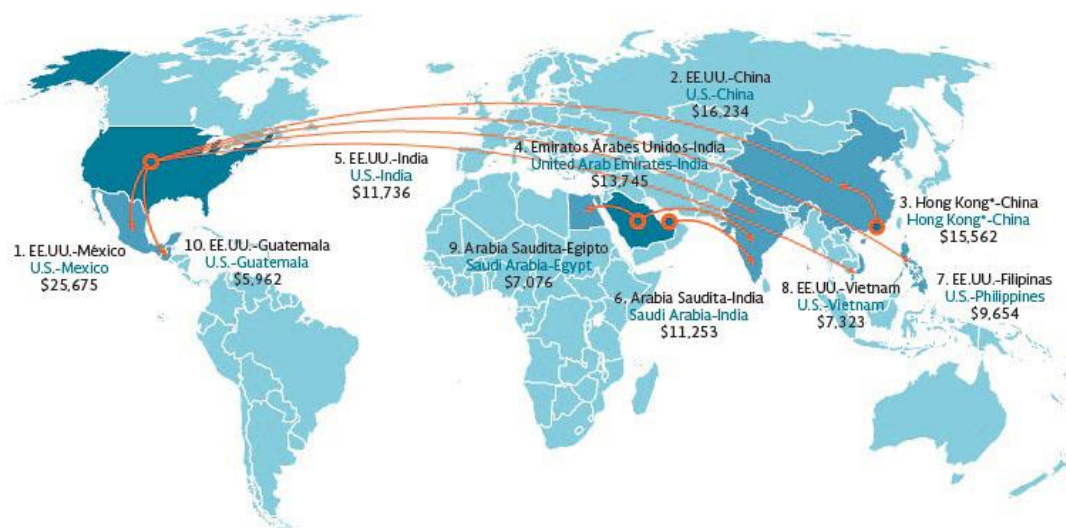 1. EE.UU.-México
U.S.-Mexico
$25,675
2. EE.UU.-China
U.S.-China
$16,234
3. Hong Kong*-China
Hong Kong*-China
$15,562
4. Emiratos Árabes Unidos-India
United Arab Emirates-India
$13,745
5. EE.UU.-India
U.S.-India
$11,736
6. Arabia Saudita-India
Saudi Arabia-India
$11,253
7. EE.UU.-Filipinas
U.S.-Philippines
$9,654
8. EE.UU.-Vietnam
U.S.-Vietnam
$7,323
9. Arabia Saudita-Egipto
Saudi Arabia-Egypt
$7,076
10. EE.UU.-Guatemala
U.S.-Guatemala
$5,962